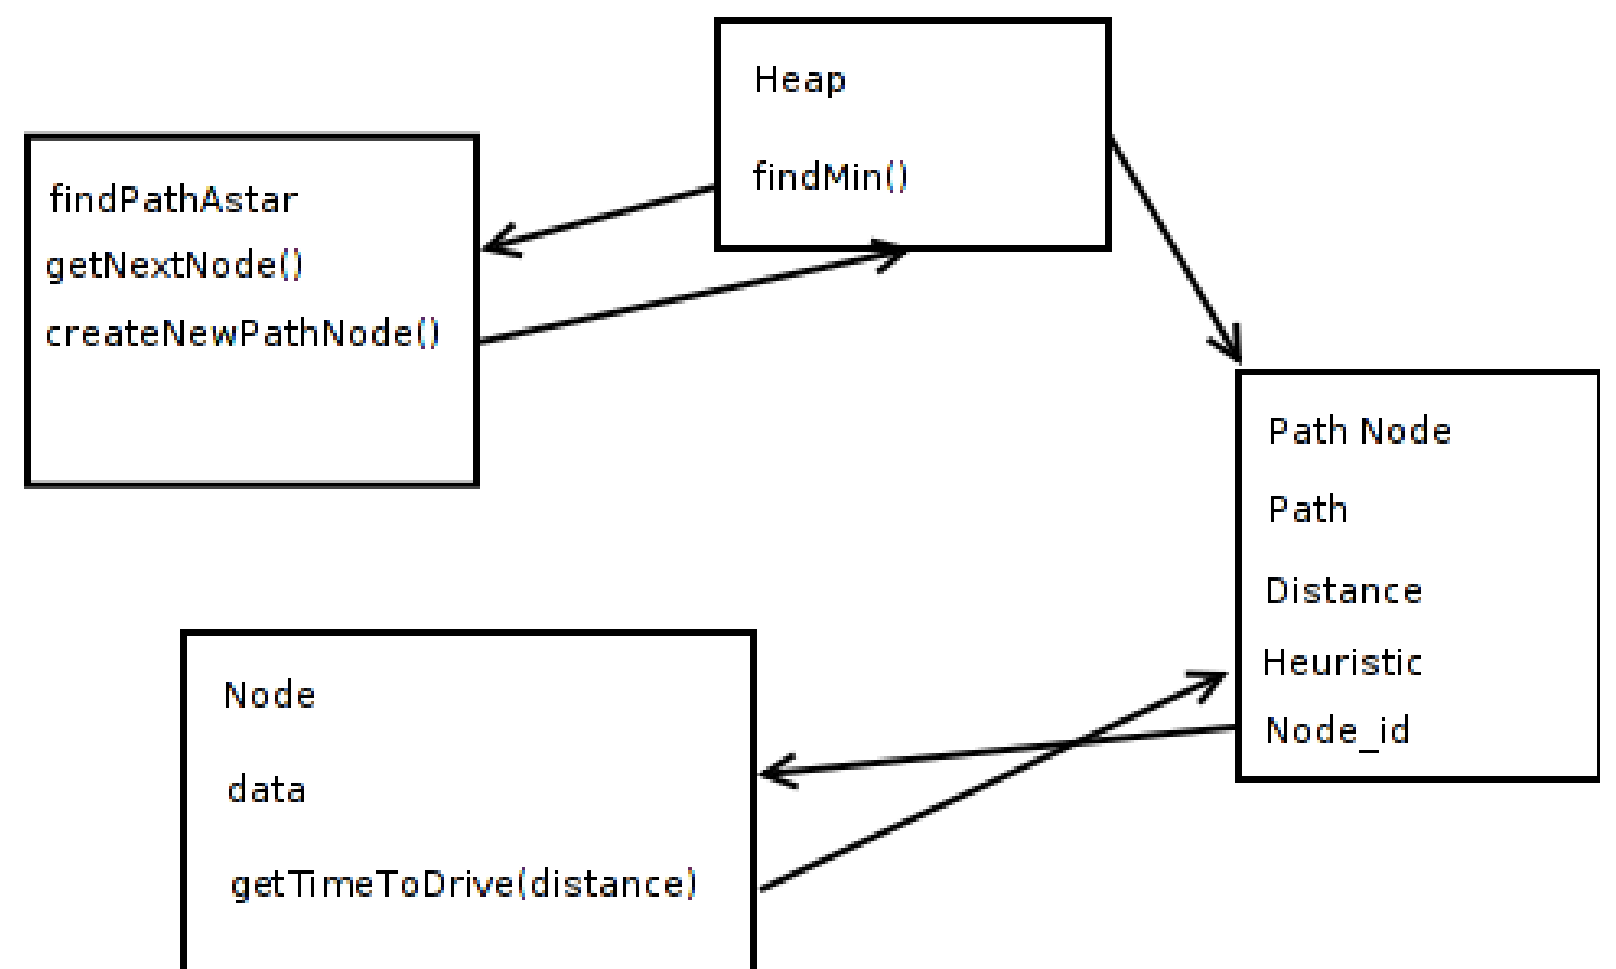 Heap
findMin()
findPathAstar
getNextNode()
createNewPathNode()
Path Node
Path
Distance
Heuristic
Node_id
Node
data
getTimeToDrive(distance)